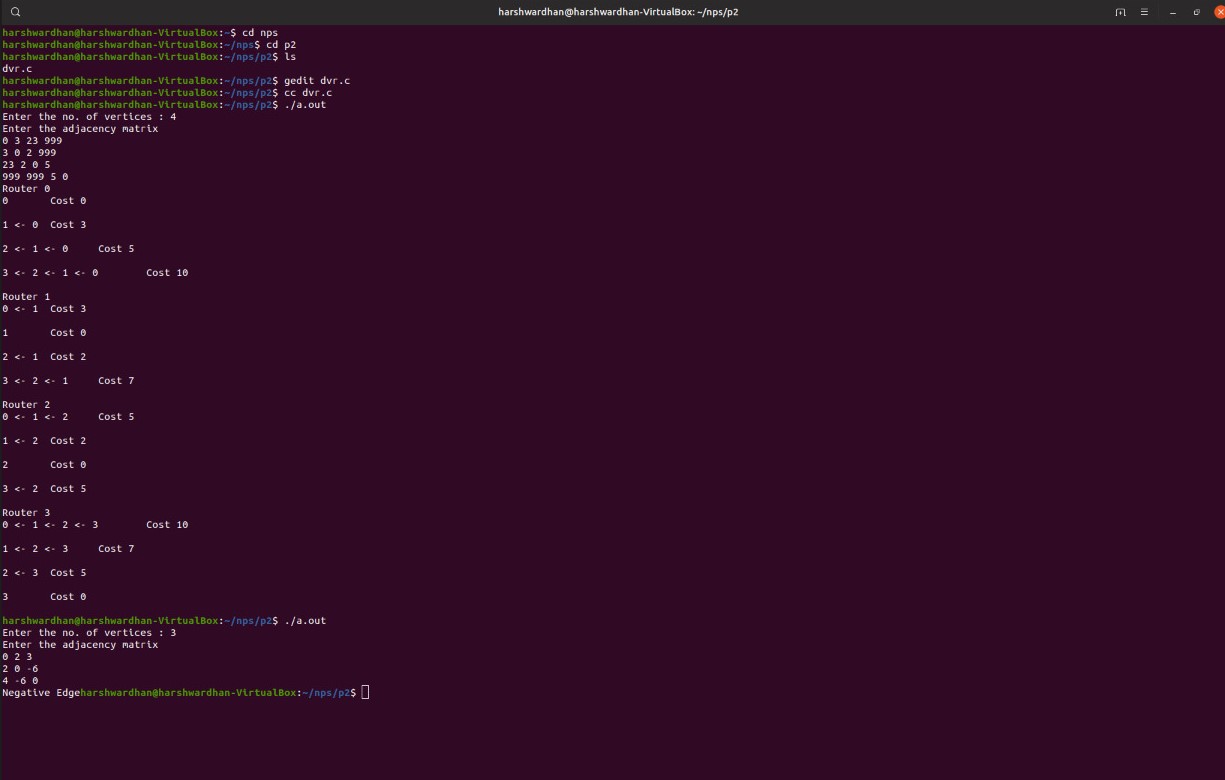 harshwardhan@harshwardhan-VirtualBox: ~/nps/p2
harshwardhan@harshwardhan-VirtualBox:~$ cd nps
harshwardhan@harshwardhan-VirtualBox:~/nps$ cd p2
harshwardhan@harshwardhan-VirtualBox:~/nps/p2$ ls
dvr.c
harshwardhan@harshwardhan-VirtualBox:~/nps/p2$ gedit dvr.c
harshwardhan@harshwardhan-VirtualBox:~/nps/p2$ cc dvr.c
harshwardhan@harshwardhan-VirtualBox:~/nps/p2$ ./a.out
Enter the no. of vertices : 4
Enter the adjacency matrix
0 3 23 999
3 0 2 999
23 2 0 5
999 999 5 0
Router 0
0       Cost 0
1 <- 0  Cost 3
2 <- 1 <- 0     Cost 5
3 <- 2 <- 1 <- 0        Cost 10
Router 1
0 <- 1  Cost 3
1       Cost 0
2 <- 1  Cost 2
3 <- 2 <- 1     Cost 7
Router 2
0 <- 1 <- 2     Cost 5
1 <- 2  Cost 2
2       Cost 0
3 <- 2  Cost 5
Router 3
0 <- 1 <- 2 <- 3        Cost 10
1 <- 2 <- 3     Cost 7
2 <- 3  Cost 5
3       Cost 0
harshwardhan@harshwardhan-VirtualBox:~/nps/p2$ ./a.out
Enter the no. of vertices : 3
Enter the adjacency matrix
0 2 3
2 0 -6
4 -6 0
Negative Edgeharshwardhan@harshwardhan-VirtualBox:~/nps/p2$